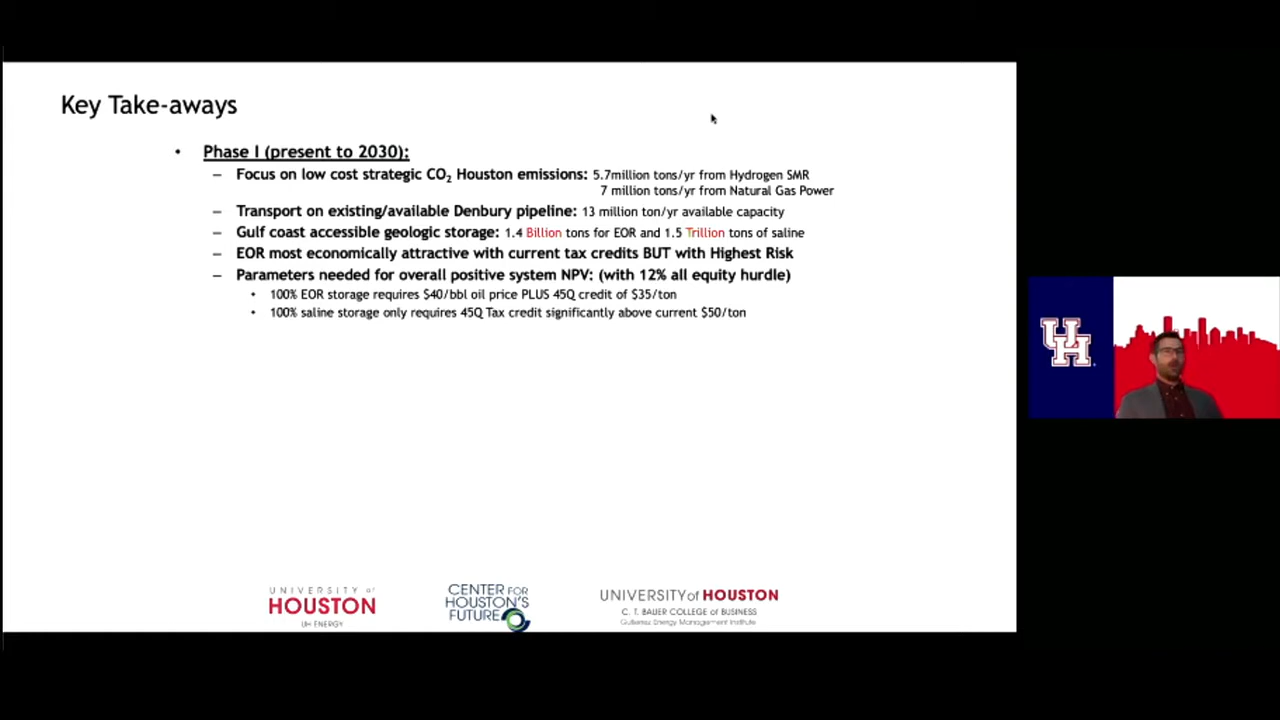 Key Take-aways
• Phase I (present to 2030):
– Focus on low cost strategic CO₂ Houston emissions: 5.7million tons/yr from Hydrogen SMR
7 million tons/yr from Natural Gas Power
– Transport on existing/available Denbury pipeline: 13 million ton/yr available capacity
– Gulf coast accessible geologic storage: 1.4 Billion tons for EOR and 1.5 Trillion tons of saline
– EOR most economically attractive with current tax credits BUT with Highest Risk
– Parameters needed for overall positive system NPV: (with 12% all equity hurdle)
• 100% EOR storage requires $40/bbl oil price PLUS 45Q credit of $35/ton
• 100% saline storage only requires 45Q Tax credit significantly above current $50/ton
UNIVERSITY of
HOUSTON
UH ENERGY
CENTER FOR
HOUSTON'S
FUTURE
UNIVERSITY of HOUSTON
C. T. BAUER COLLEGE of BUSINESS
Gutierrez Energy Management Institute
UH